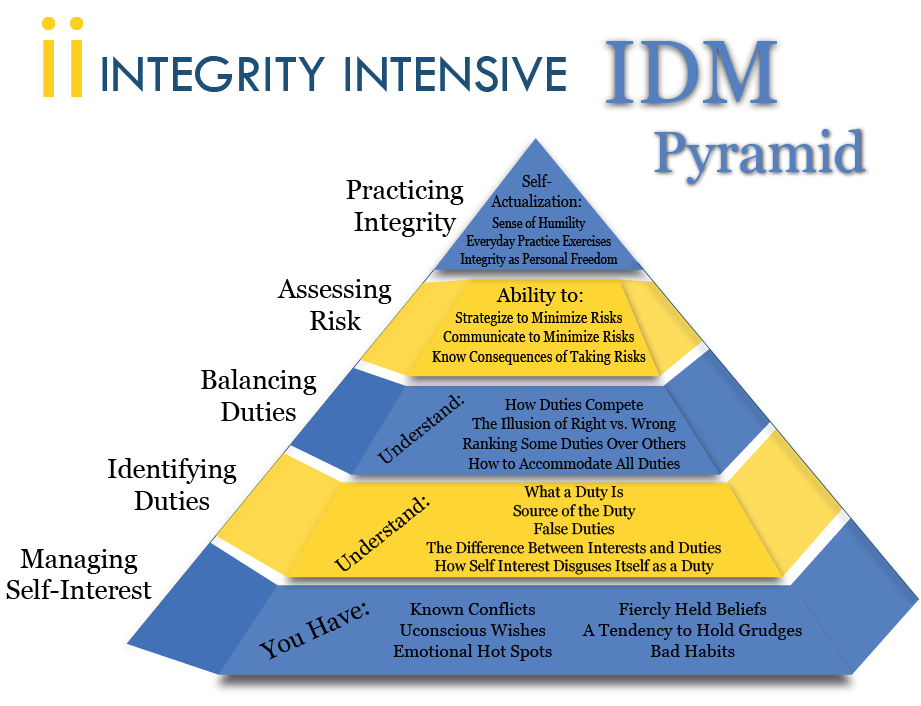 ii INTEGRITY INTENSIVE IDM
Pyramid
Practicing
Integrity
Self-
Actualization:
Sense of Humility
Everyday Practice Exercises
Integrity as Personal Freedom
Assessing
Risk
Ability to:
Strategize to Minimize Risks
Communicate to Minimize Risks
Know Consequences of Taking Risks
Balancing
Duties
Understand:
How Duties Compete
The Illusion of Right vs. Wrong
Ranking Some Duties Over Others
How to Accommodate All Duties
Identifying
Duties
Understand:
What a Duty Is
Source of the Duty
False Duties
The Difference Between Interests and Duties
How Self Interest Disguses Itself as a Duty
Managing
Self-Interest
You Have:
Known Conflicts
Uconscious Wishes
Emotional Hot Spots
Fiercly Held Beliefs
A Tendency to Hold Grudges
Bad Habits